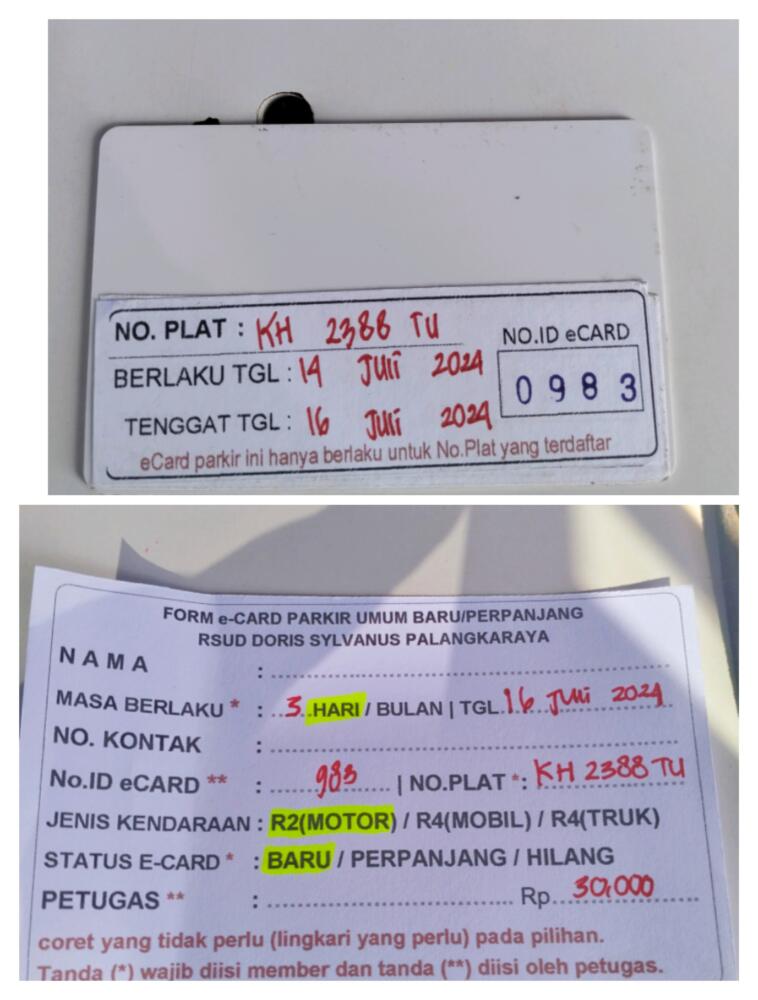 NO. PLAT : KH 2388 TU
NO.ID eCARD
BERLAKU TGL : 14 Juli 2024
0983
TENGGAT TGL : 16 Juli 2024
eCard parkir ini hanya berlaku untuk No.Plat yang terdaftar
FORM e-CARD PARKIR UMUM BARU/PERPANJANG
RSUD DORIS SYLVANUS PALANGKARAYA
NAMA :
MASA BERLAKU * : 3 HARI / BULAN | TGL. 16 Juli 2024
NO. KONTAK :
No.ID eCARD ** : 983 | NO.PLAT *: KH 2388 TU
JENIS KENDARAAN : R2(MOTOR) / R4(MOBIL) / R4(TRUK)
STATUS E-CARD * : BARU / PERPANJANG / HILANG
PETUGAS ** : Rp. 30,000
coret yang tidak perlu (lingkari yang perlu) pada pilihan.
Tanda (*) wajib diisi member dan tanda (**) diisi oleh petugas.